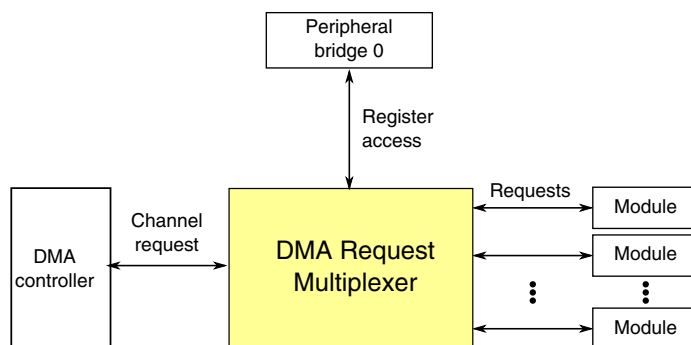 Peripheral
bridge 0
Register
access
Requests
Module
Channel
request
DMA
controller
DMA Request
Multiplexer
Module
Module